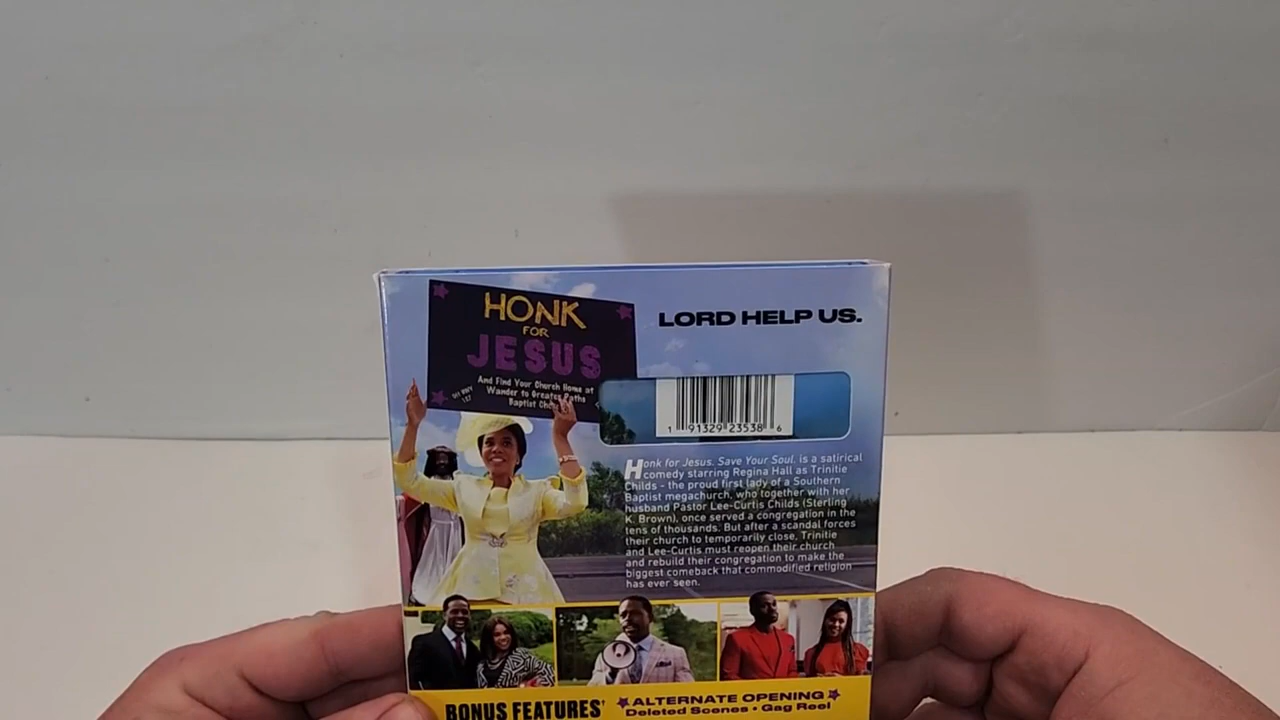 HONK
FOR
JESUS
And Find Your Church Home at
Wander to Greater Paths
Baptist
LORD HELP US.
1 91329 23538 6
Honk for Jesus. Save Your Soul. is a satirical
comedy starring Regina Hall as Trinitie
Childs - the proud first lady of a Southern
Baptist megachurch, who together with her
husband Pastor Lee-Curtis Childs (Sterling
K. Brown), once served a congregation in the
tens of thousands. But after a scandal forces
their church to temporarily close, Trinitie
and Lee-Curtis must reopen their church
and rebuild their congregation to make the
biggest comeback that commodified religion
has ever seen.
BONUS FEATURES*
ALTERNATE OPENING
Deleted Scenes • Gag Reel